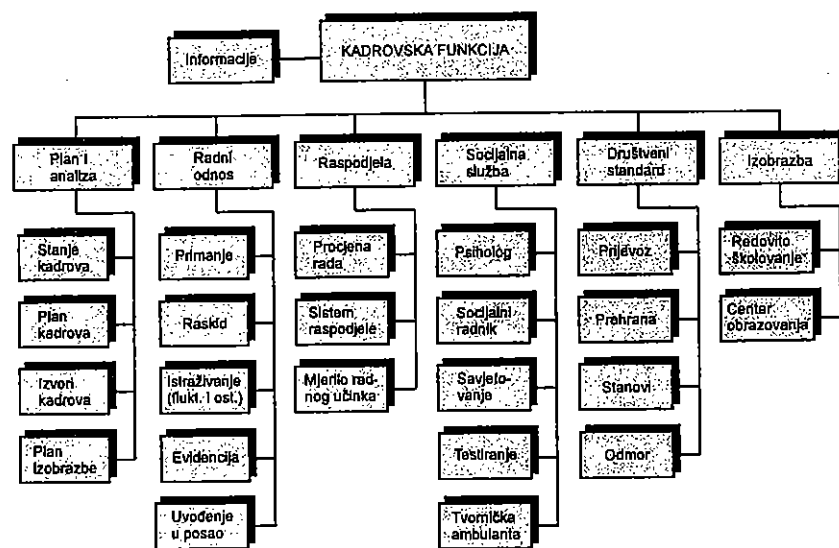 KADROVSKA FUNKCIJA
Informacije
Plan i
analiza
Radni
odnos
Raspodjela
Socijalna
služba
Društveni
standard
Izobrazba
Stanje
kadrova
Plan
kadrova
Izvori
kadrova
Plan
izobrazbe
Primanje
Raskid
Istraživanje
(flukt. i ost.)
Evidencija
Uvođenje
u posao
Procjena
rada
Sistem
raspodjele
Mjerilo rad-
nog učinka
Psiholog
Socijalni
radnik
Savjeto-
vanje
Testiranje
Tvornička
ambulanta
Prijevoz
Prehrana
Stanovi
Odmor
Redovito
školovanje
Center
obrazovanja